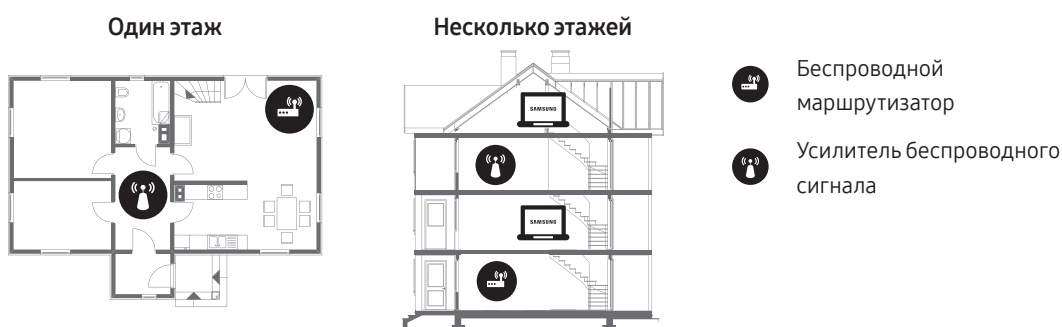 Один этаж
Несколько этажей
SAMSUNG
SAMSUNG
Беспроводной
маршрутизатор
Усилитель беспроводного
сигнала